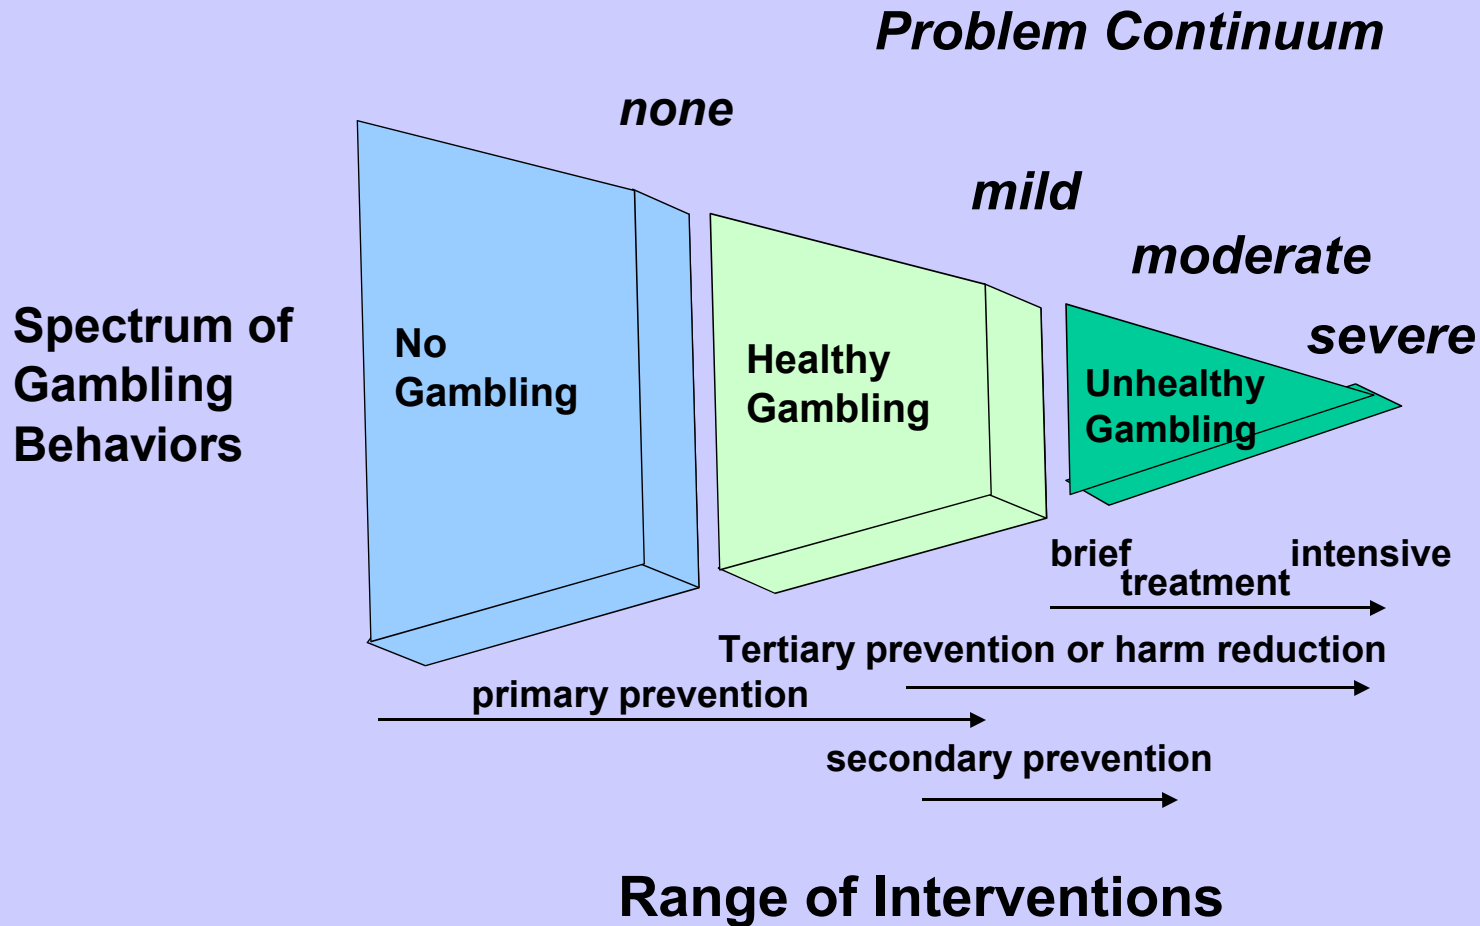 Problem Continuum
none
mild
moderate
severe
Spectrum of
Gambling
Behaviors
No
Gambling
Healthy
Gambling
Unhealthy
Gambling
brief
intensive
treatment
Tertiary prevention or harm reduction
primary prevention
secondary prevention
Range of Interventions